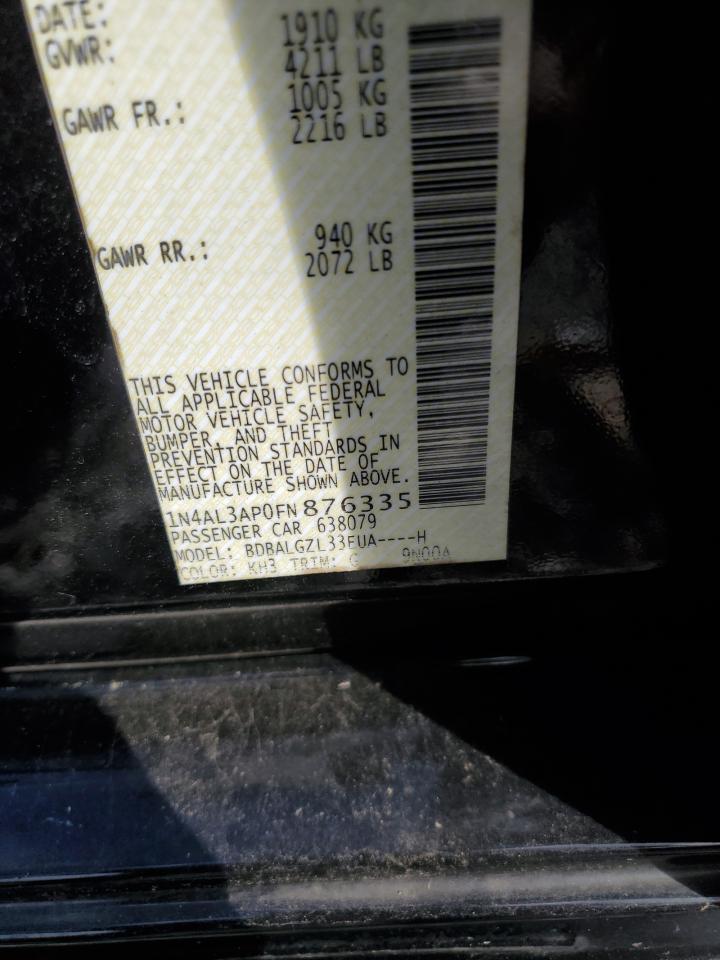 DATE:
GVWR: 1910 KG
4211 LB
GAWR FR.: 1005 KG
2216 LB
GAWR RR.: 940 KG
2072 LB
THIS VEHICLE CONFORMS TO
ALL APPLICABLE FEDERAL
MOTOR VEHICLE SAFETY,
BUMPER, AND THEFT
PREVENTION STANDARDS IN
EFFECT ON THE DATE OF
MANUFACTURE SHOWN ABOVE.
1N4AL3AP0FN876335
PASSENGER CAR 638079
MODEL: BDBALGZL33EUA----H
COLOR: KH3 TRIM: G 9N00A